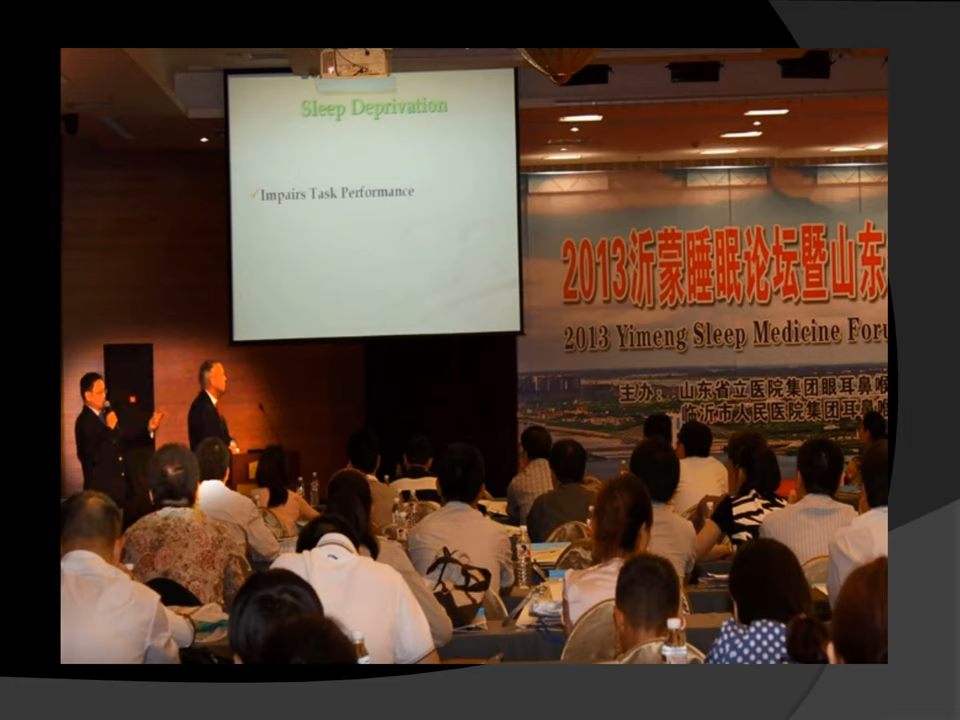 Sleep Deprivation
✓Impairs Task Performance
2013沂蒙睡眠论坛暨山东
2013 Yimeng Sleep Medicine Foru
主办：山东省立医院集团眼耳鼻喉
临沂市人民医院集团耳鼻